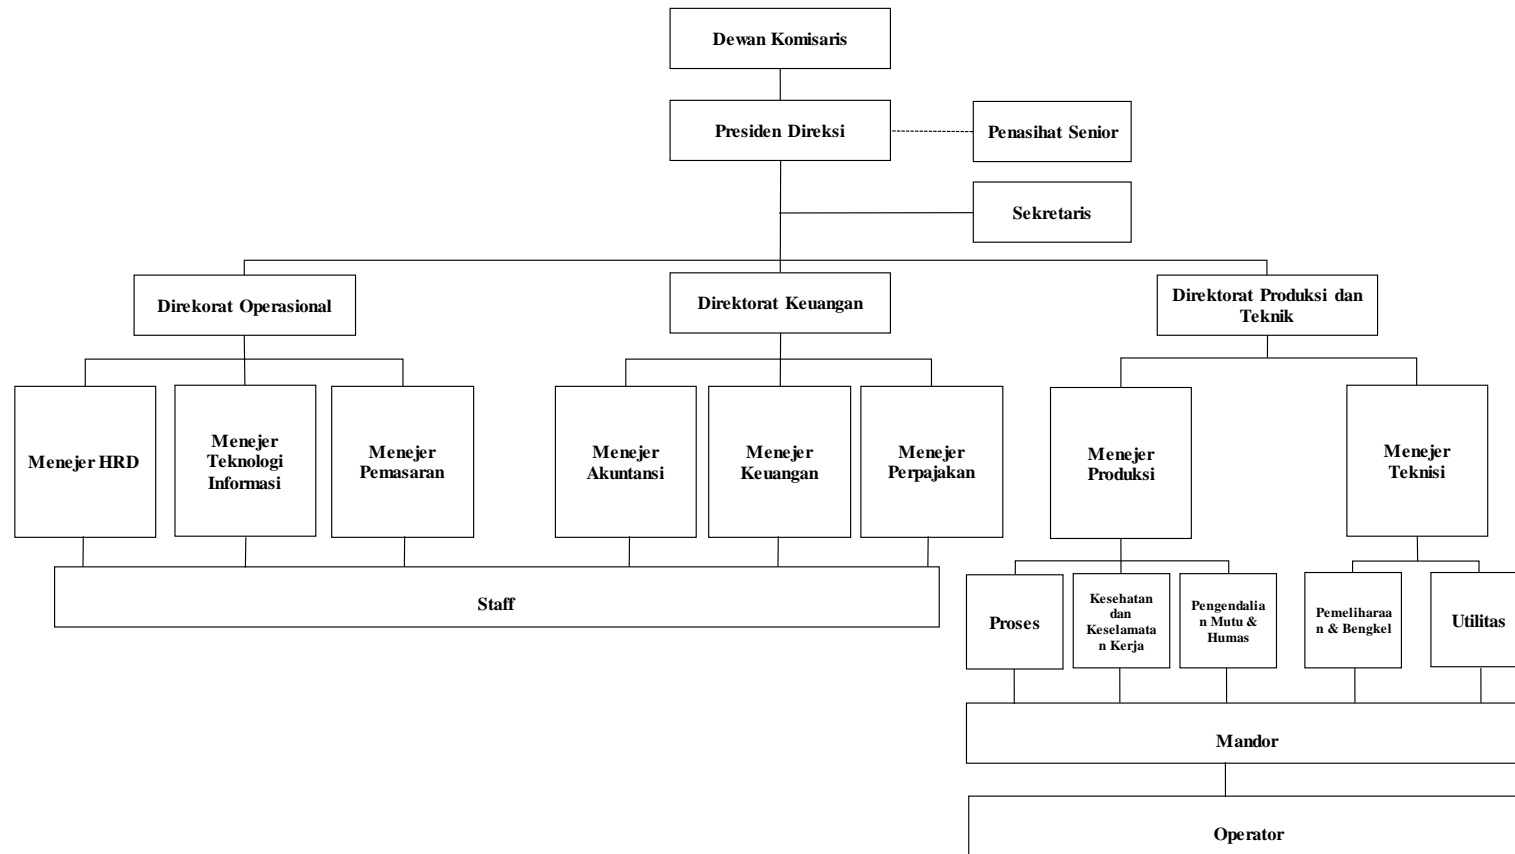 Dewan Komisaris
Presiden Direksi
Penasihat Senior
Sekretaris
Direkorat Operasional
Direktorat Keuangan
Direktorat Produksi dan
Teknik
Menejer HRD
Menejer
Teknologi
Informasi
Menejer
Pemasaran
Menejer
Akuntansi
Menejer
Keuangan
Menejer
Perpajakan
Menejer
Produksi
Menejer
Teknisi
Staff
Proses
Kesehatan
dan
Keselamata
n Kerja
Pengendalia
n Mutu &
Humas
Pemeliharaa
n & Bengkel
Utilitas
Mandor
Operator